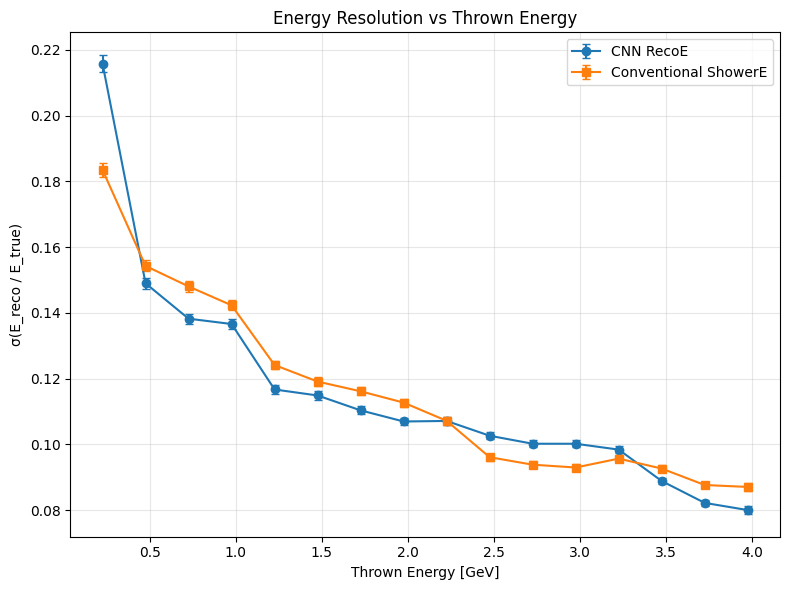 Energy Resolution vs Thrown Energy
CNN RecoE
Conventional ShowerE
σ(E_reco / E_true)
0.22
0.20
0.18
0.16
0.14
0.12
0.10
0.08
0.5 1.0 1.5 2.0 2.5 3.0 3.5 4.0
Thrown Energy [GeV]